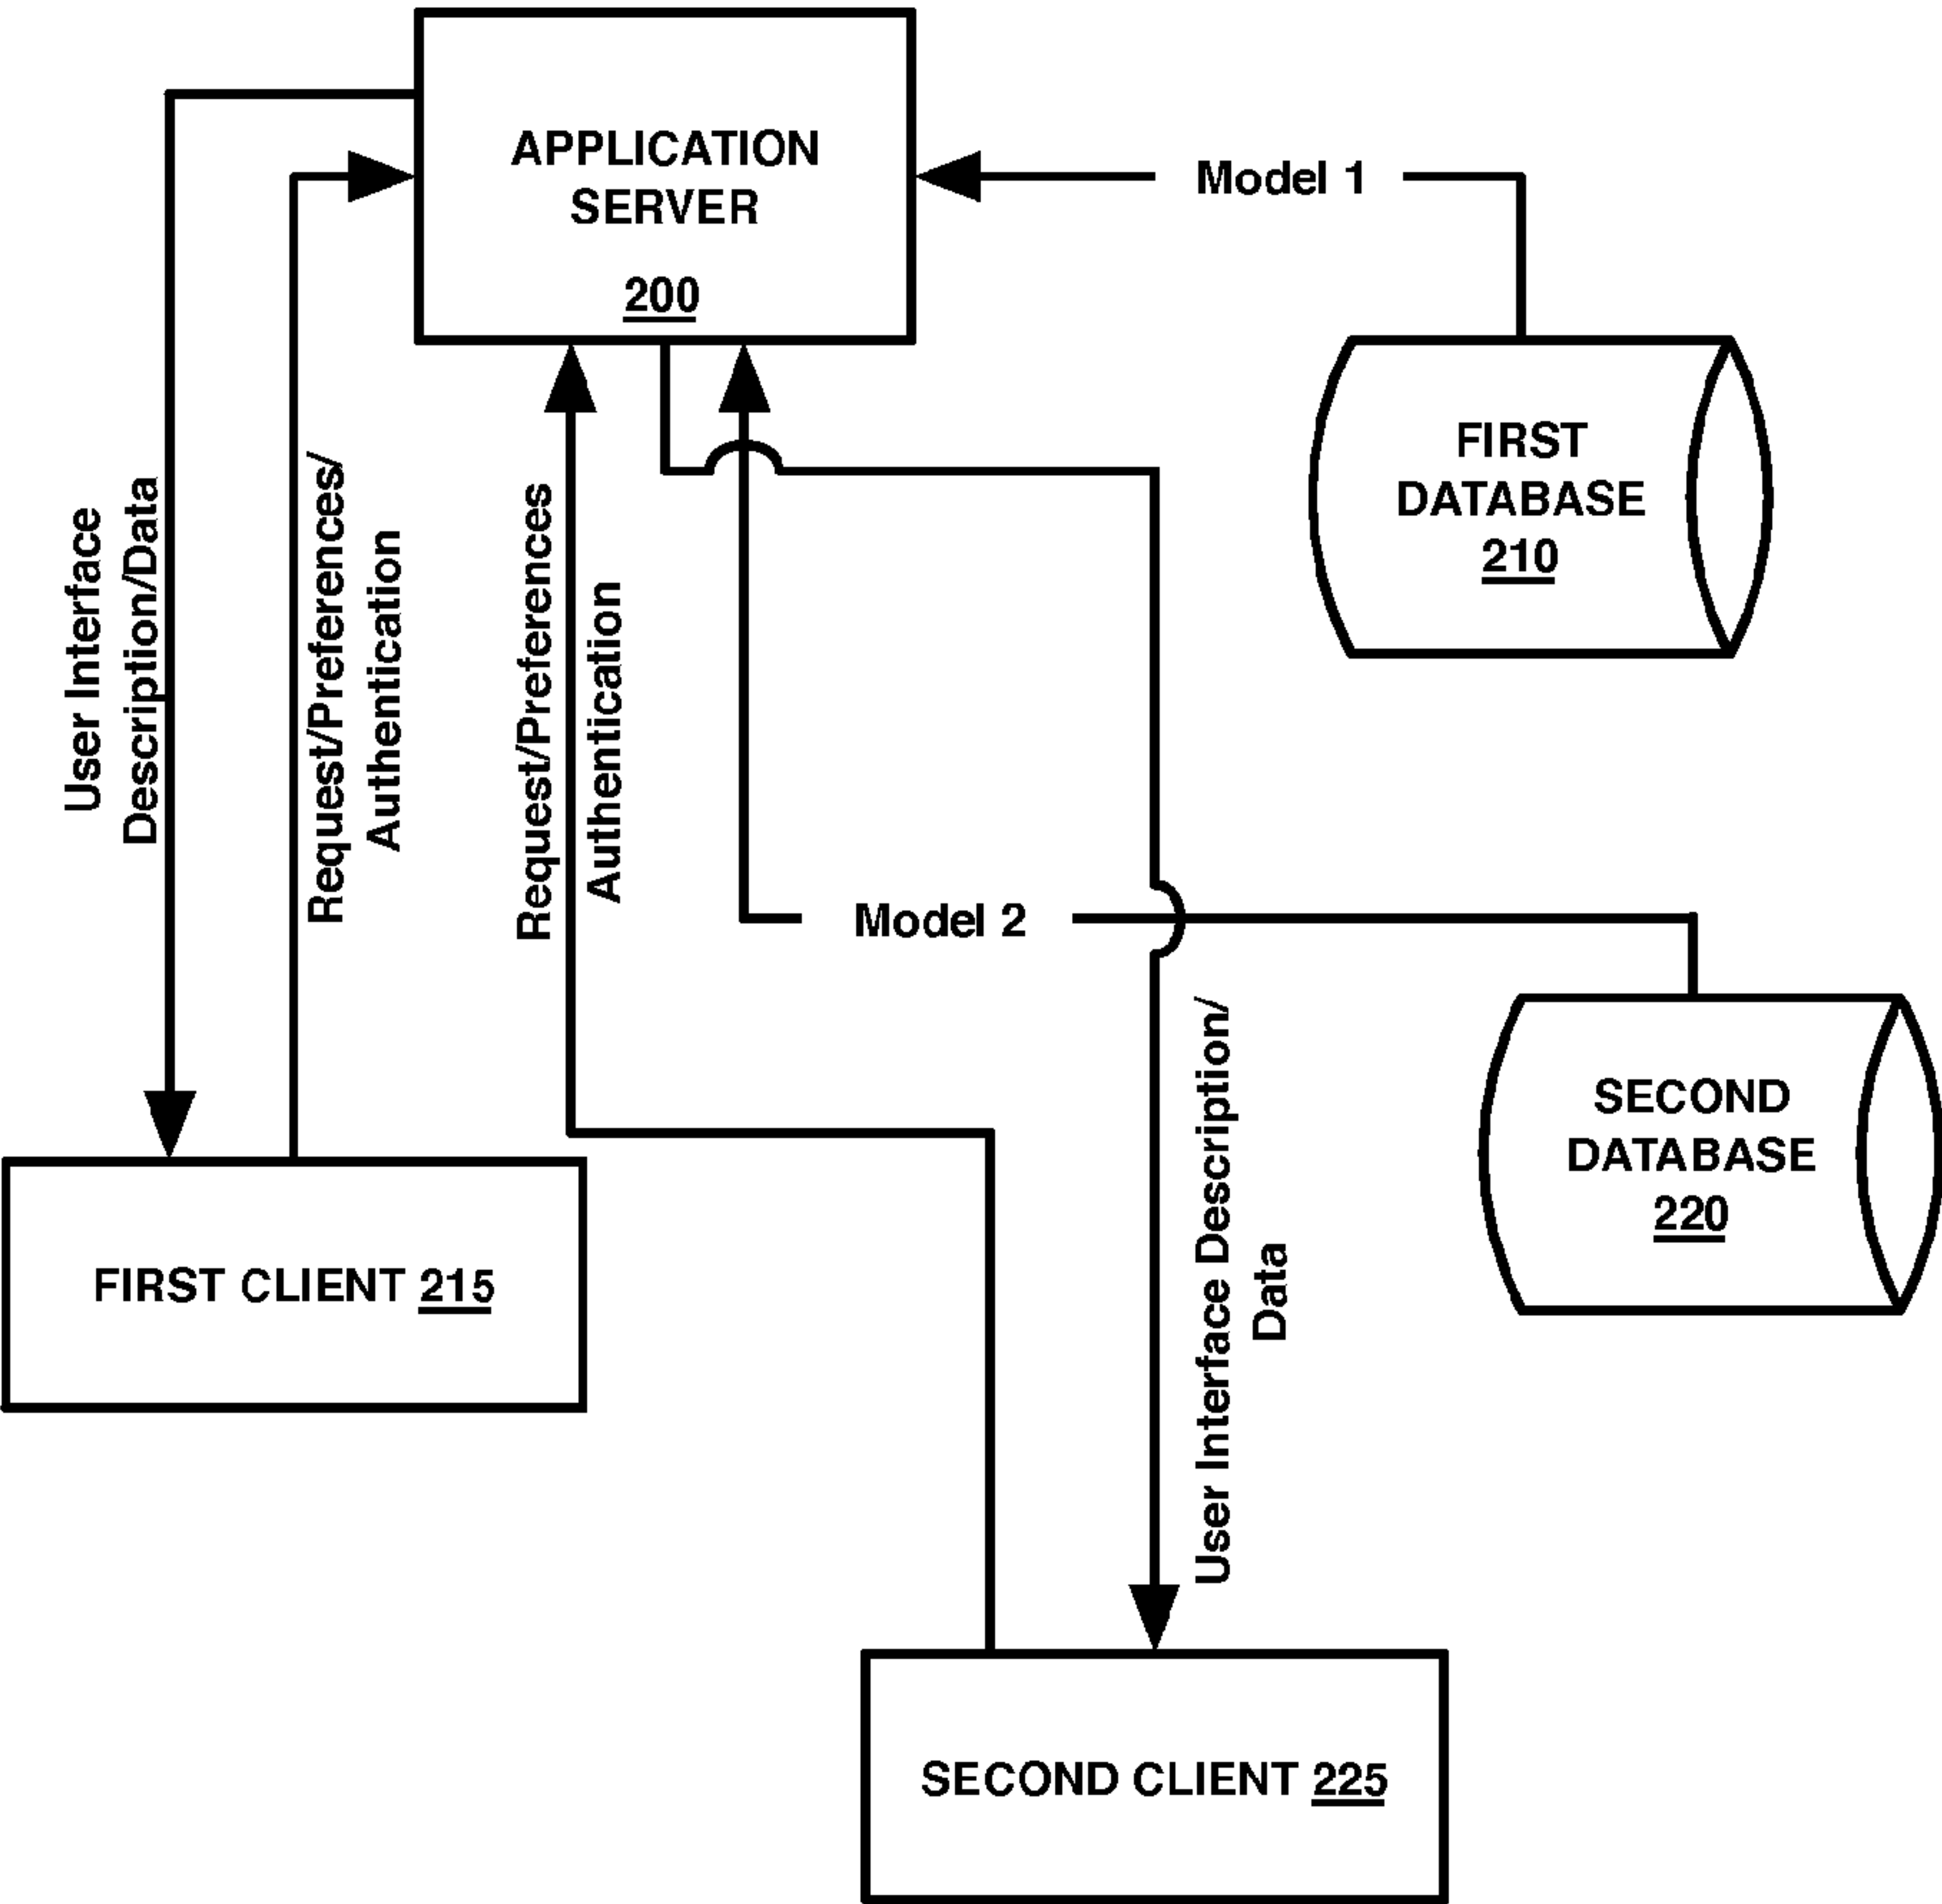 APPLICATION
SERVER
200
Model 1
FIRST
DATABASE
210
User Interface
Description/Data
Request/Preferences/
Authentication
Request/Preferences
Authentication
Model 2
SECOND
DATABASE
220
User Interface Description/
Data
FIRST CLIENT 215
SECOND CLIENT 225